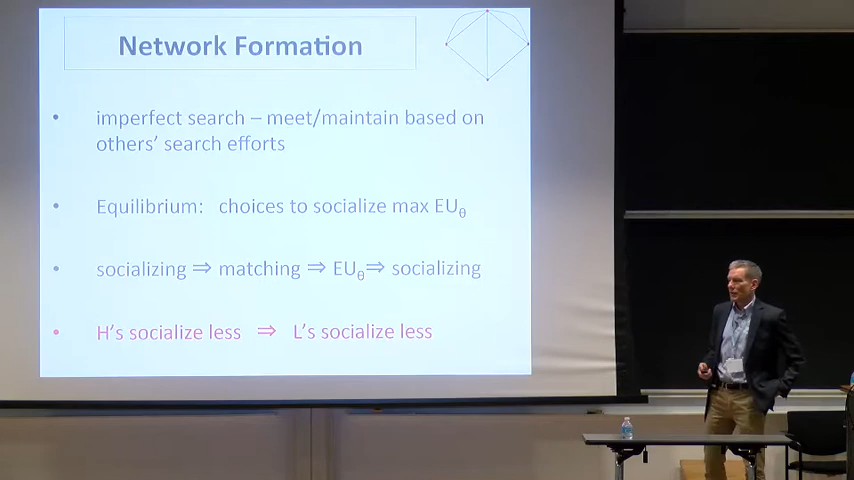 Network Formation
• imperfect search – meet/maintain based on
others’ search efforts
• Equilibrium: choices to socialize max EUθ
• socializing ⇒ matching ⇒ EUθ⇒ socializing
• H’s socialize less ⇒ L’s socialize less